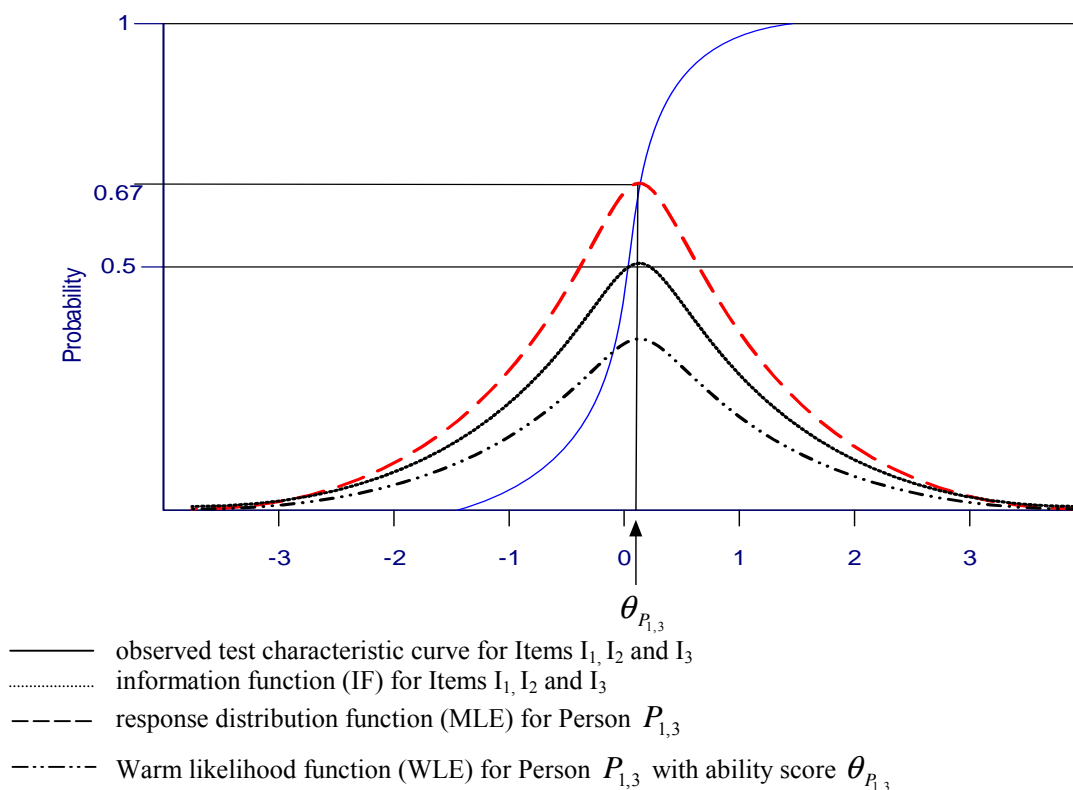 1
0.67
0.5
Probability
-3 -2 -1 0 1 2 3
θP1,3
observed test characteristic curve for Items I1, I2 and I3
information function (IF) for Items I1, I2 and I3
response distribution function (MLE) for Person P1,3
Warm likelihood function (WLE) for Person P1,3 with ability score θP1,3